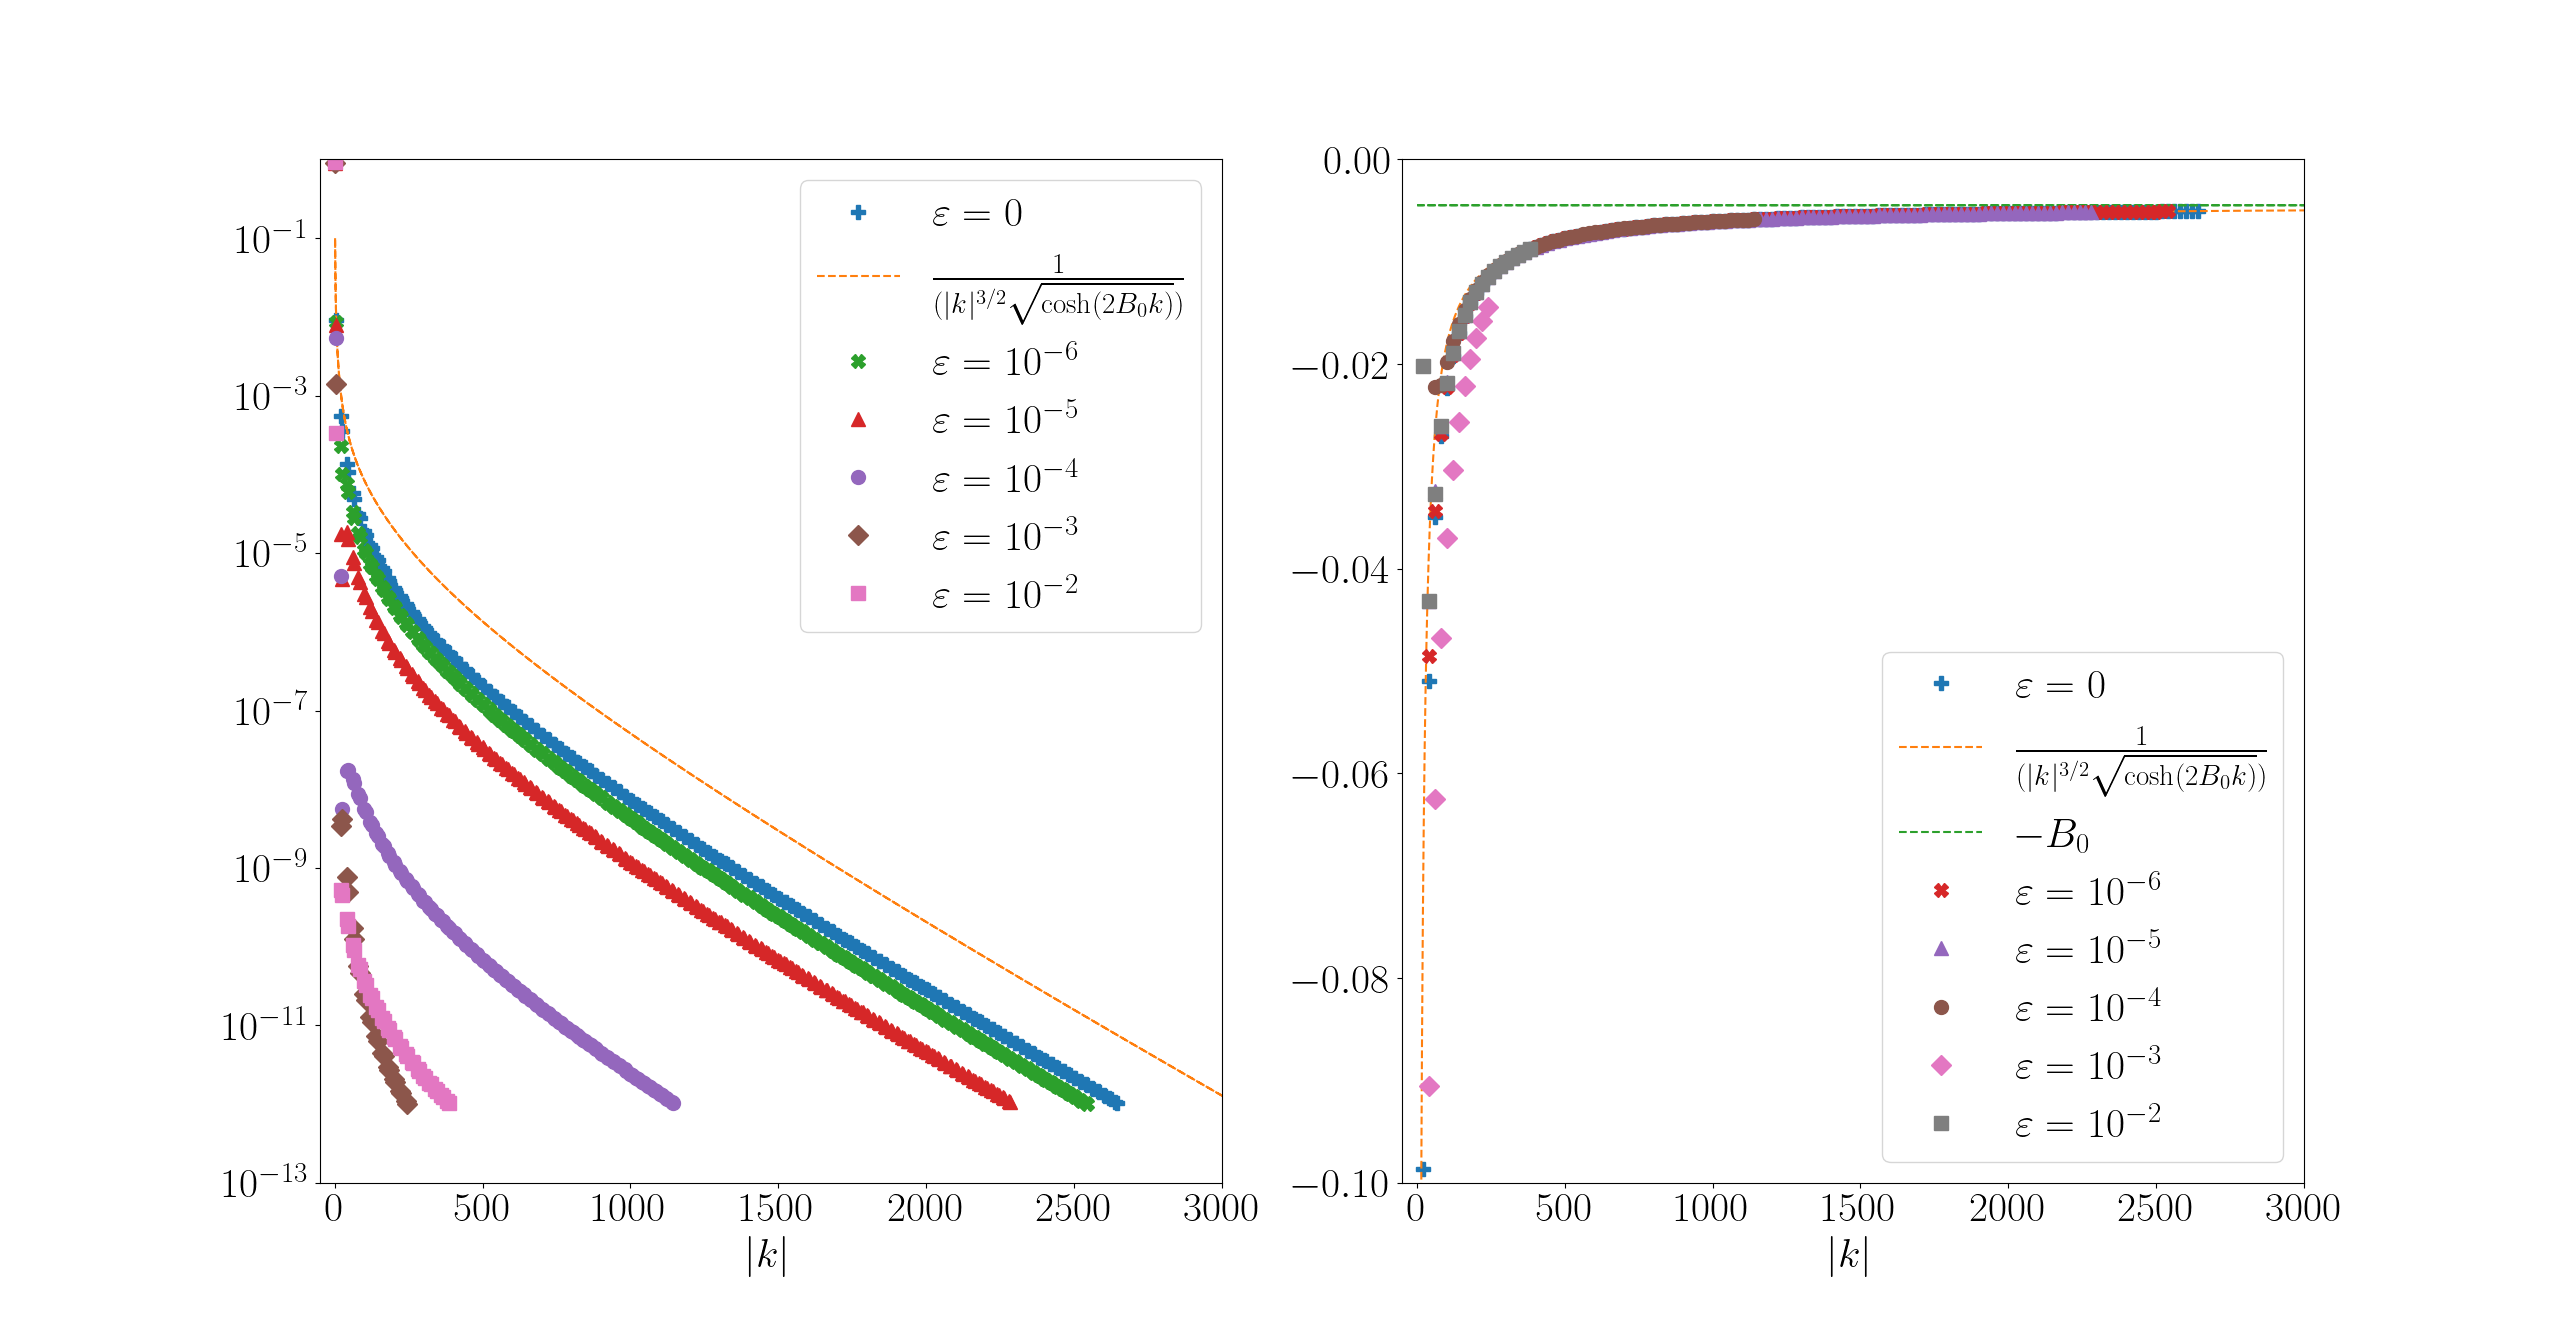 10⁻¹
10⁻³
10⁻⁵
10⁻⁷
10⁻⁹
10⁻¹¹
10⁻¹³
0 500 1000 1500 2000 2500 3000
|k|
ε = 0
1/(|k|^{3/2}√cosh(2B₀k))
ε = 10⁻⁶
ε = 10⁻⁵
ε = 10⁻⁴
ε = 10⁻³
ε = 10⁻²
0.00
−0.02
−0.04
−0.06
−0.08
−0.10
0 500 1000 1500 2000 2500 3000
|k|
ε = 0
1/(|k|^{3/2}√cosh(2B₀k))
−B₀
ε = 10⁻⁶
ε = 10⁻⁵
ε = 10⁻⁴
ε = 10⁻³
ε = 10⁻²